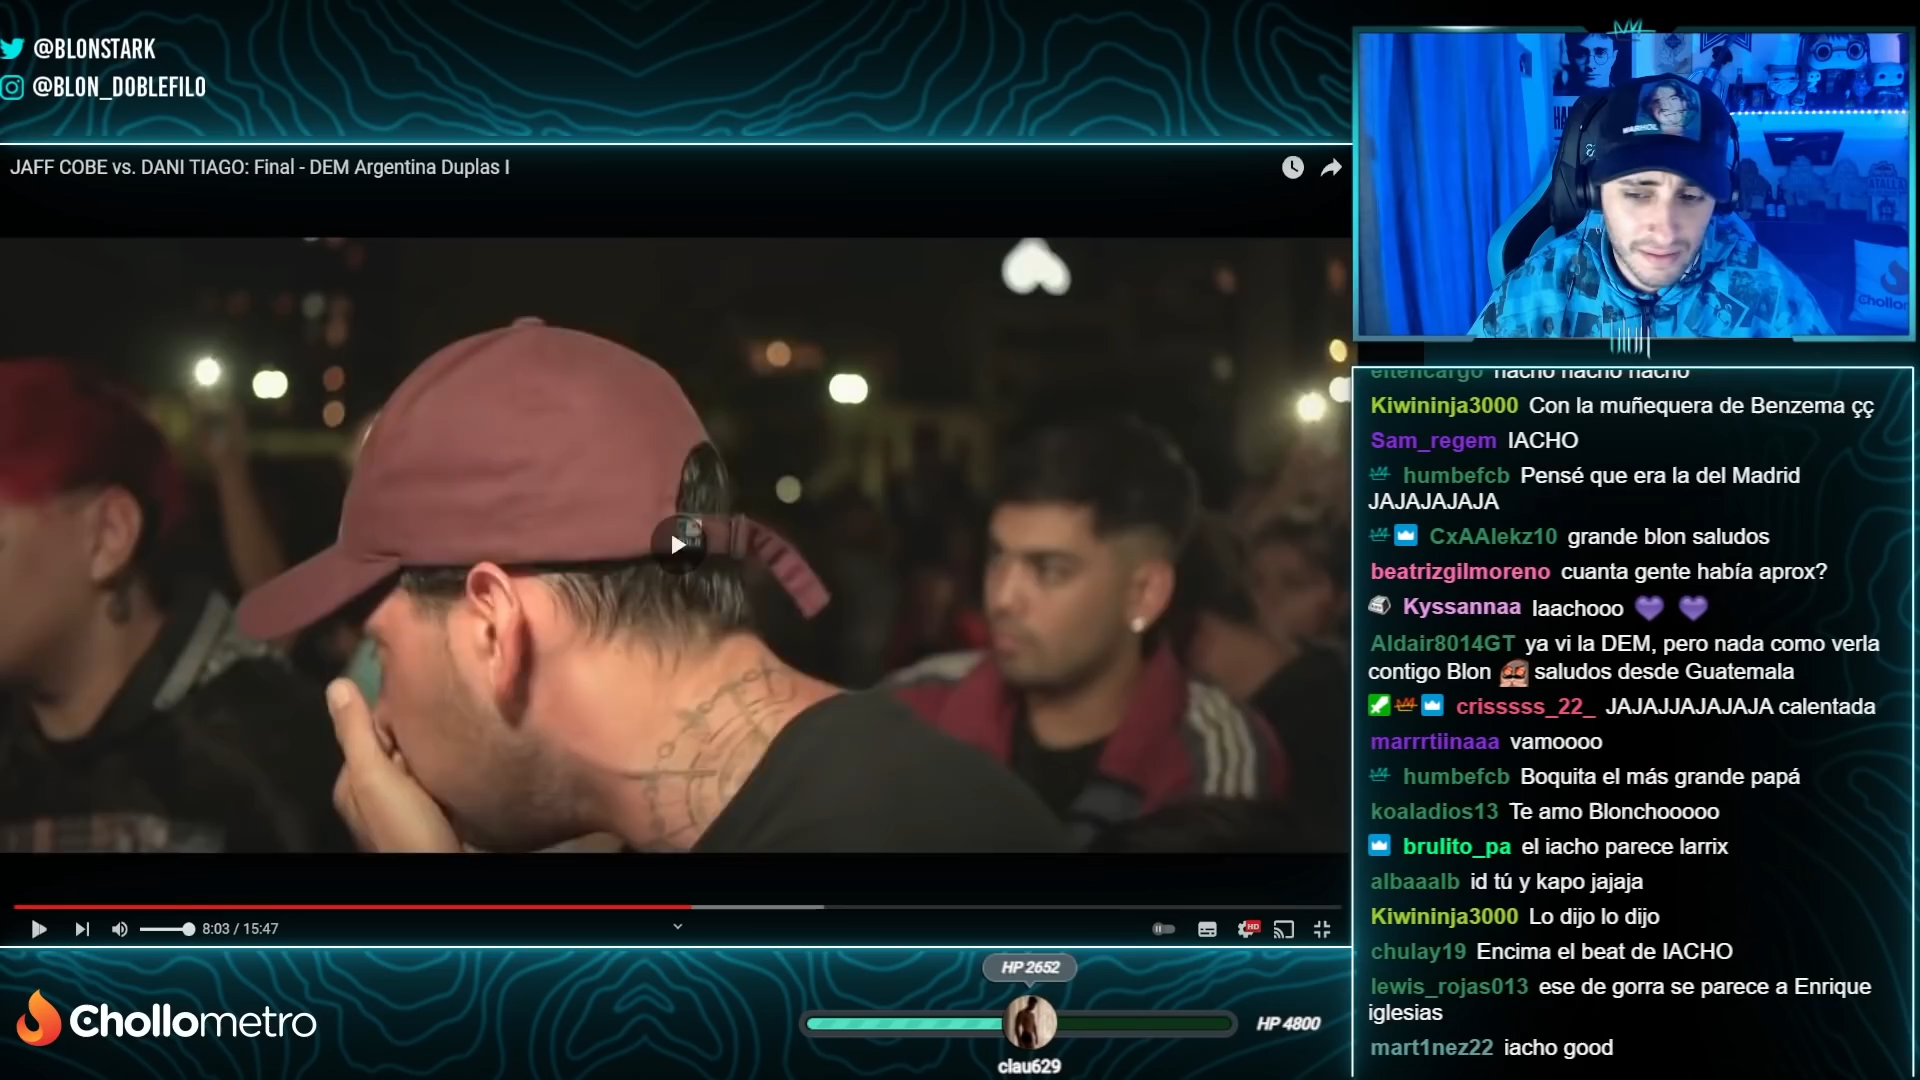 @BLONSTARK
@BLON_DOBLEFILO
JAFF COBE vs. DANI TIAGO: Final - DEM Argentina Duplas I
8:03 / 15:47
HD
Chollometro
HP 2652
HP 4800
clau629
WARHOL
nacho nacho nacho
Kiwininja3000 Con la muñequera de Benzema çç
Sam_regem IACHO
humbefcb Pensé que era la del Madrid
JAJAJAJAJA
CxAAlekz10 grande blon saludos
beatrizgilmoreno cuanta gente había aprox?
Kyssannaa Iaachooo
Aldair8014GT ya vi la DEM, pero nada como verla
contigo Blon saludos desde Guatemala
crisssss_22_ JAJAJJAJAJAJA calentada
marrrtiinaaa vamoooo
humbefcb Boquita el más grande papá
koaladios13 Te amo Blonchooooo
brulito_pa el iacho parece larrix
albaaalb id tú y kapo jajaja
Kiwininja3000 Lo dijo lo dijo
chulay19 Encima el beat de IACHO
lewis_rojas013 ese de gorra se parece a Enrique
iglesias
mart1nez22 iacho good